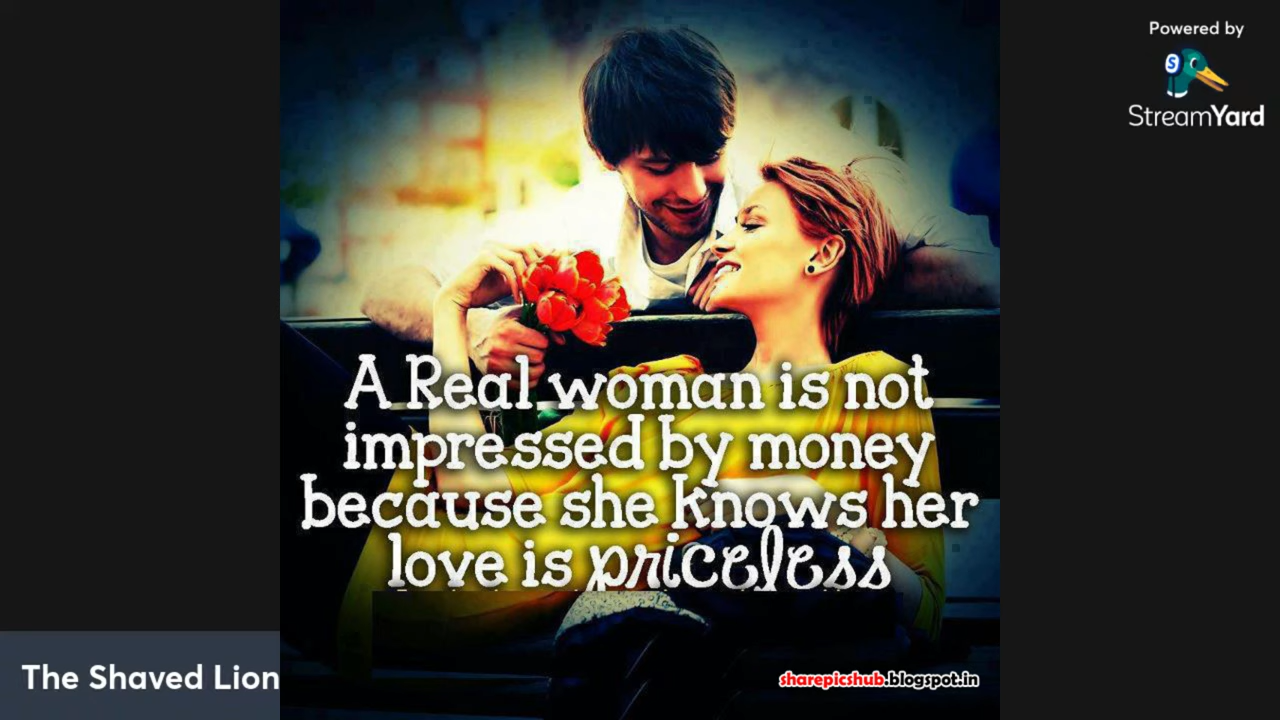 Powered by
StreamYard
A Real woman is not
impressed by money
because she knows her
love is priceless
The Shaved Lion
sharepicshub.blogspot.in